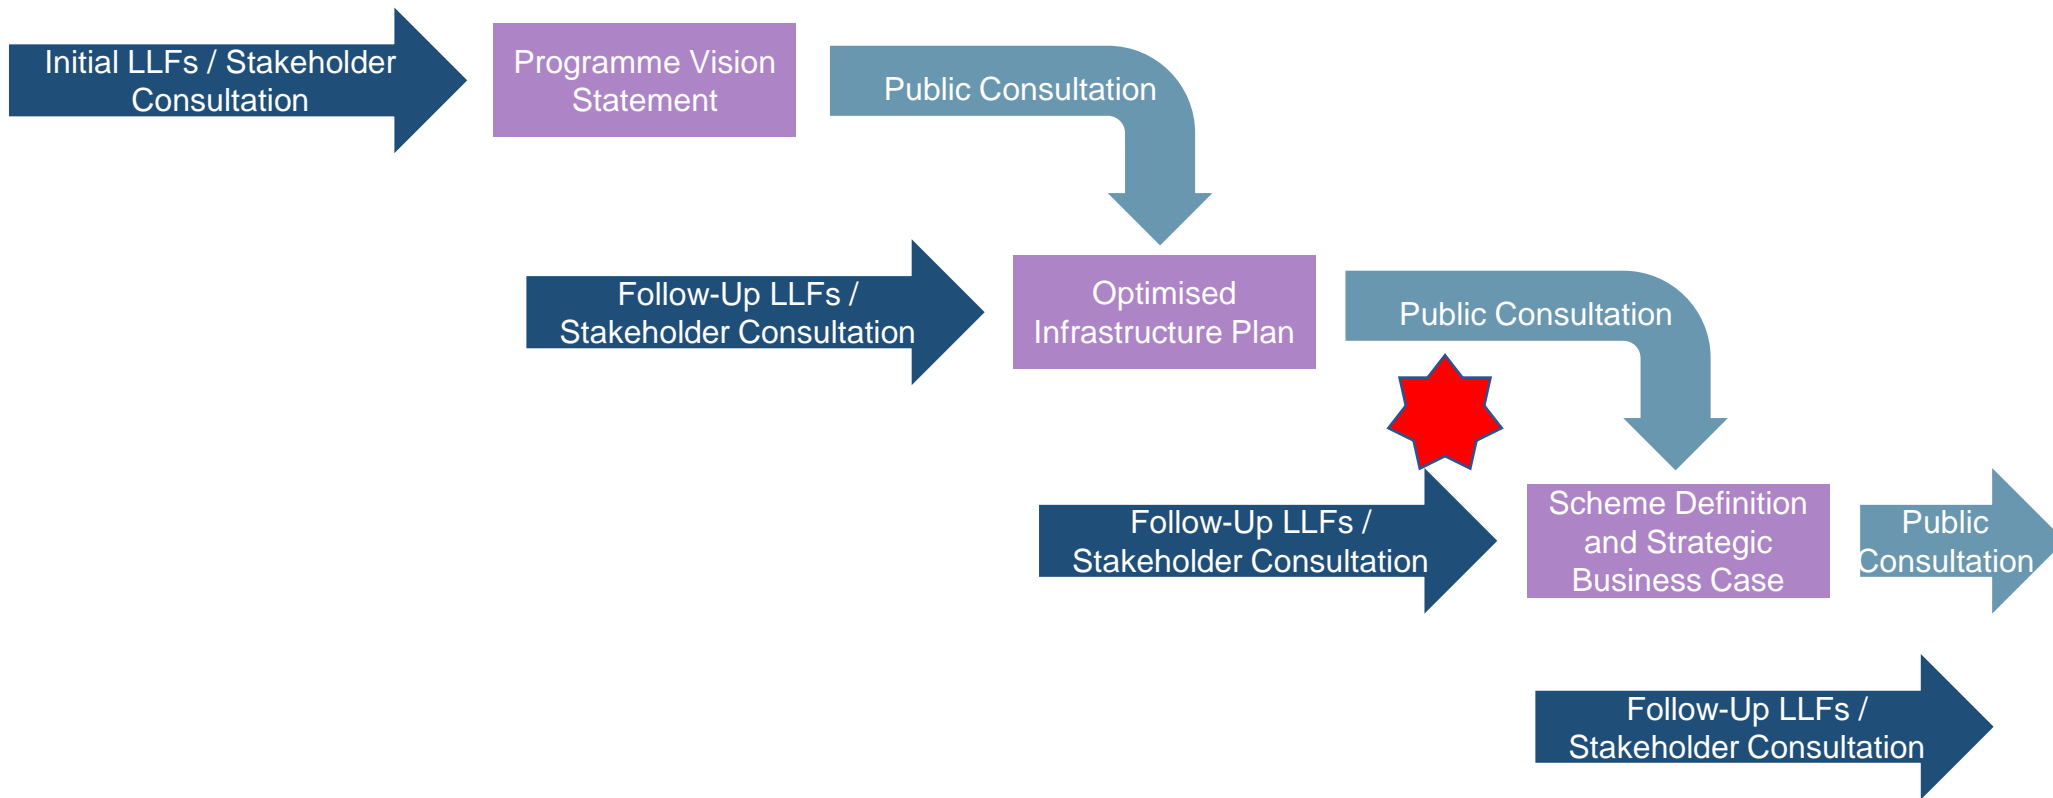 Initial LLFs / Stakeholder
Consultation
Programme Vision
Statement
Public Consultation
Follow-Up LLFs /
Stakeholder Consultation
Optimised
Infrastructure Plan
Public Consultation
Follow-Up LLFs /
Stakeholder Consultation
Scheme Definition
and Strategic
Business Case
Public
Consultation
Follow-Up LLFs /
Stakeholder Consultation